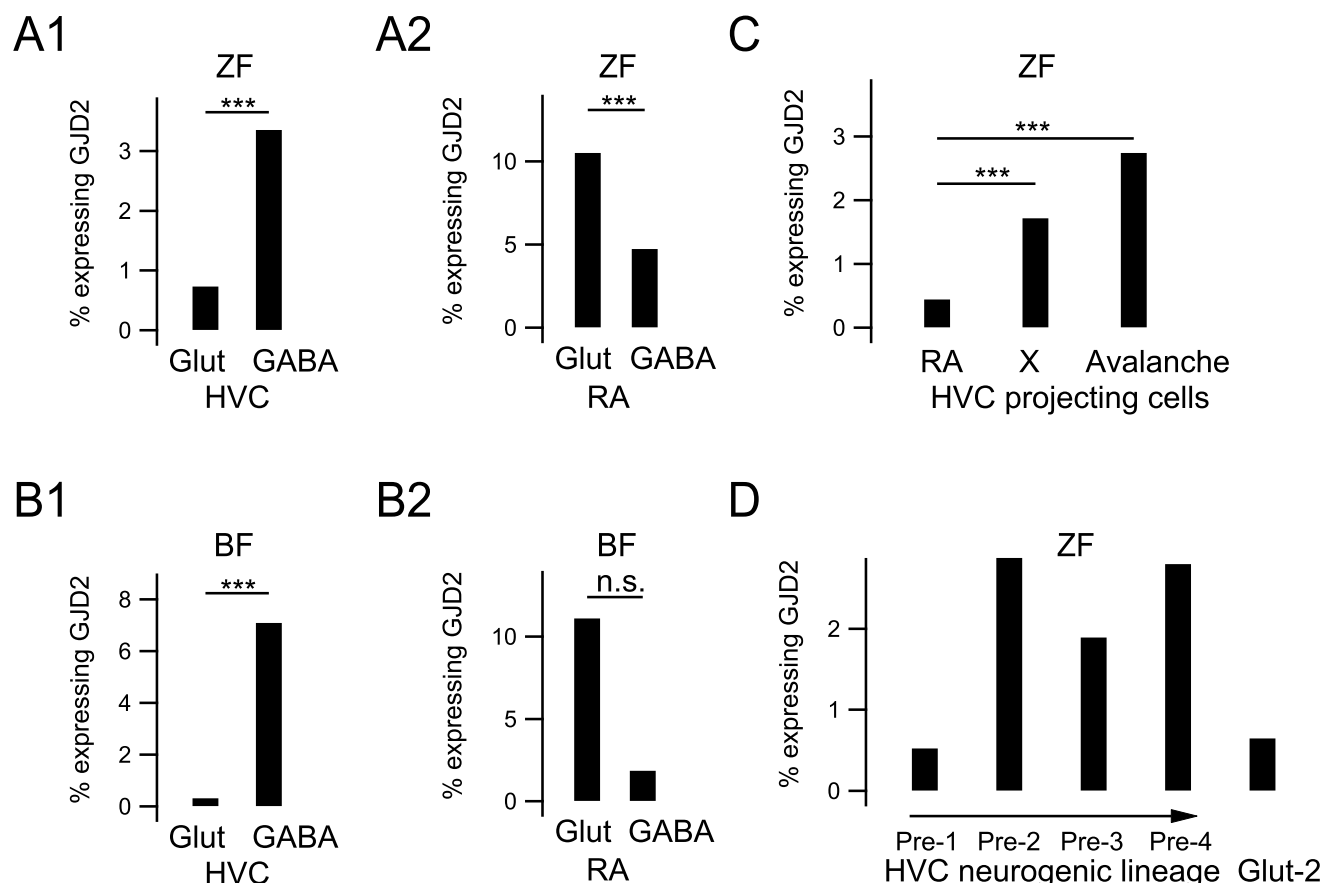 A1
ZF
***
% expressing GJD2
3
2
1
0
Glut GABA
HVC
A2
ZF
***
% expressing GJD2
10
5
0
Glut GABA
RA
C
ZF
***
***
% expressing GJD2
3
2
1
0
RA X Avalanche
HVC projecting cells
B1
BF
***
% expressing GJD2
8
6
4
2
0
Glut GABA
HVC
B2
BF
n.s.
% expressing GJD2
10
5
0
Glut GABA
RA
D
ZF
% expressing GJD2
2
1
0
Pre-1 Pre-2 Pre-3 Pre-4
HVC neurogenic lineage Glut-2